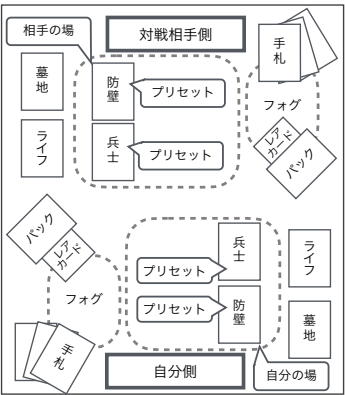 相手の場
対戦相手側
手札
墓地
防壁
プリセット
フォグ
ライフ
兵士
プリセット
レアカード
パック
パック
レアカード
兵士
ライフ
プリセット
フォグ
プリセット
防壁
墓地
手札
自分側
自分の場